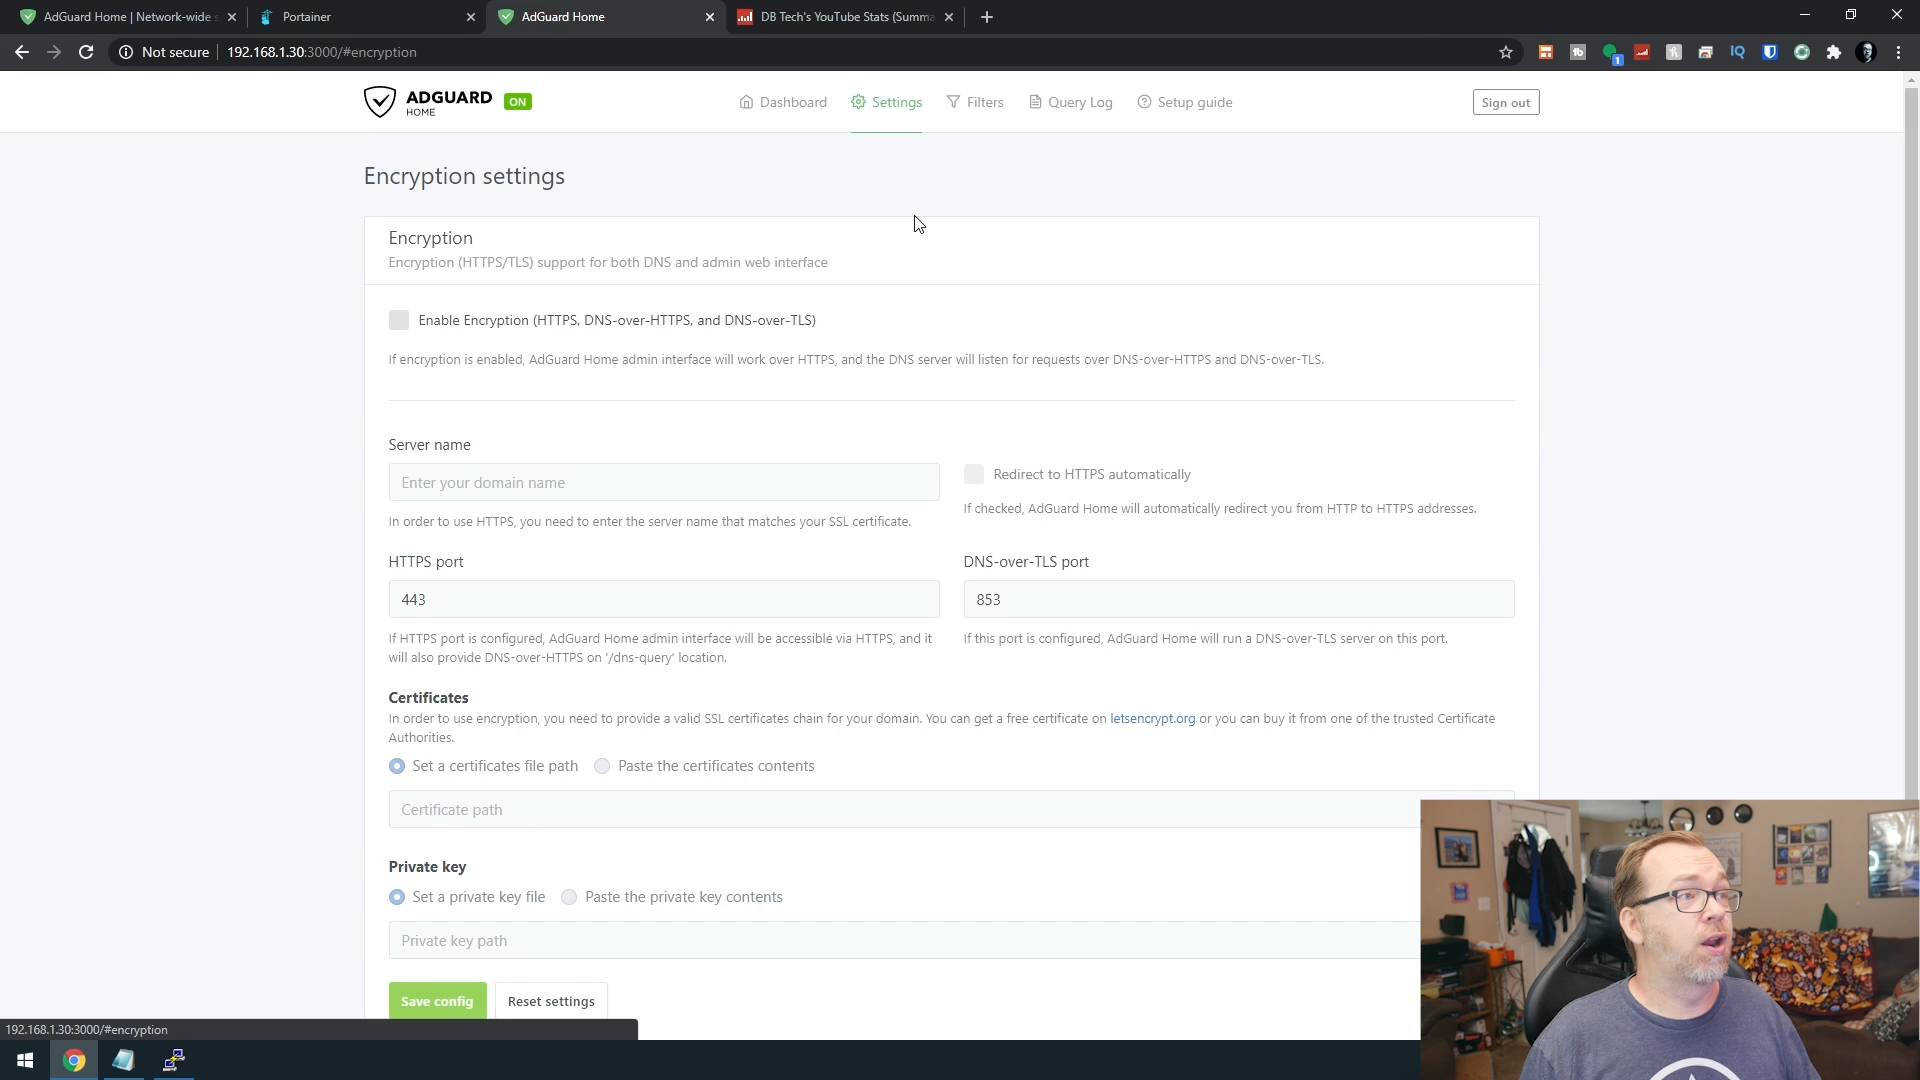 AdGuard Home | Network-wide s
Portainer
AdGuard Home
DB Tech's YouTube Stats (Summa
Not secure
192.168.1.30:3000/#encryption
1
IQ
ADGUARD
HOME
ON
Dashboard
Settings
Filters
Query Log
Setup guide
Sign out
Encryption settings
Encryption
Encryption (HTTPS/TLS) support for both DNS and admin web interface
Enable Encryption (HTTPS, DNS-over-HTTPS, and DNS-over-TLS)
If encryption is enabled, AdGuard Home admin interface will work over HTTPS, and the DNS server will listen for requests over DNS-over-HTTPS and DNS-over-TLS.
Server name
Enter your domain name
Redirect to HTTPS automatically
In order to use HTTPS, you need to enter the server name that matches your SSL certificate.
If checked, AdGuard Home will automatically redirect you from HTTP to HTTPS addresses.
HTTPS port
DNS-over-TLS port
443
853
If HTTPS port is configured, AdGuard Home admin interface will be accessible via HTTPS, and it
will also provide DNS-over-HTTPS on '/dns-query' location.
If this port is configured, AdGuard Home will run a DNS-over-TLS server on this port.
Certificates
In order to use encryption, you need to provide a valid SSL certificates chain for your domain. You can get a free certificate on letsencrypt.org or you can buy it from one of the trusted Certificate
Authorities.
Set a certificates file path
Paste the certificates contents
Certificate path
Private key
Set a private key file
Paste the private key contents
Private key path
Save config
Reset settings
192.168.1.30:3000/#encryption